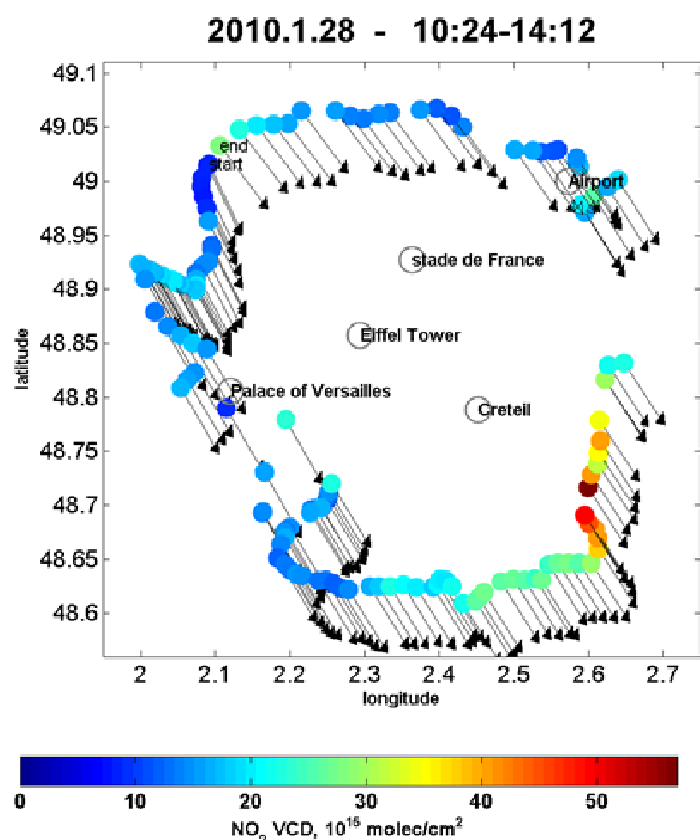 2010.1.28 - 10:24-14:12
49.1
49.05
49
48.95
48.9
48.85
48.8
48.75
48.7
48.65
48.6
latitude
end
start
Airport
stade de France
Eiffel Tower
Palace of Versailles
Creteil
2 2.1 2.2 2.3 2.4 2.5 2.6 2.7
longitude
0 10 20 30 40 50
NO2 VCD, 10^15 molec/cm^2